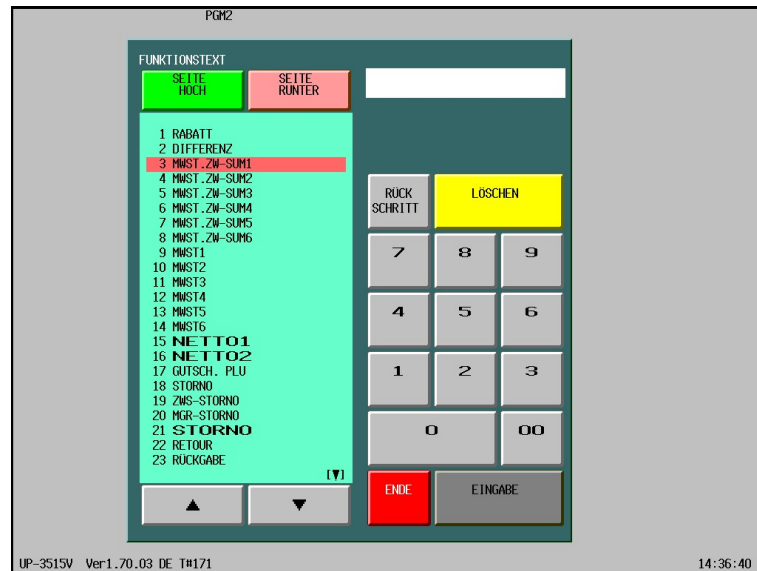 PGM2
FUNKTIONSTEXT
SEITE
HOCH
SEITE
RUNTER
1 RABATT
2 DIFFERENZ
3 MWST.ZW-SUM1
4 MWST.ZW-SUM2
5 MWST.ZW-SUM3
6 MWST.ZW-SUM4
7 MWST.ZW-SUM5
8 MWST.ZW-SUM6
9 MWST1
10 MWST2
11 MWST3
12 MWST4
13 MWST5
14 MWST6
15 NETTO1
16 NETTO2
17 GUTSCH. PLU
18 STORNO
19 ZWS-STORNO
20 MGR-STORNO
21 STORNO
22 RETOUR
23 RÜCKGABE
[▼]
▲ ▼
RÜCK
SCHRITT
LÖSCHEN
7 8 9
4 5 6
1 2 3
0 00
ENDE EINGABE
UP-3515V Ver1.70.03 DE T#171 14:36:40